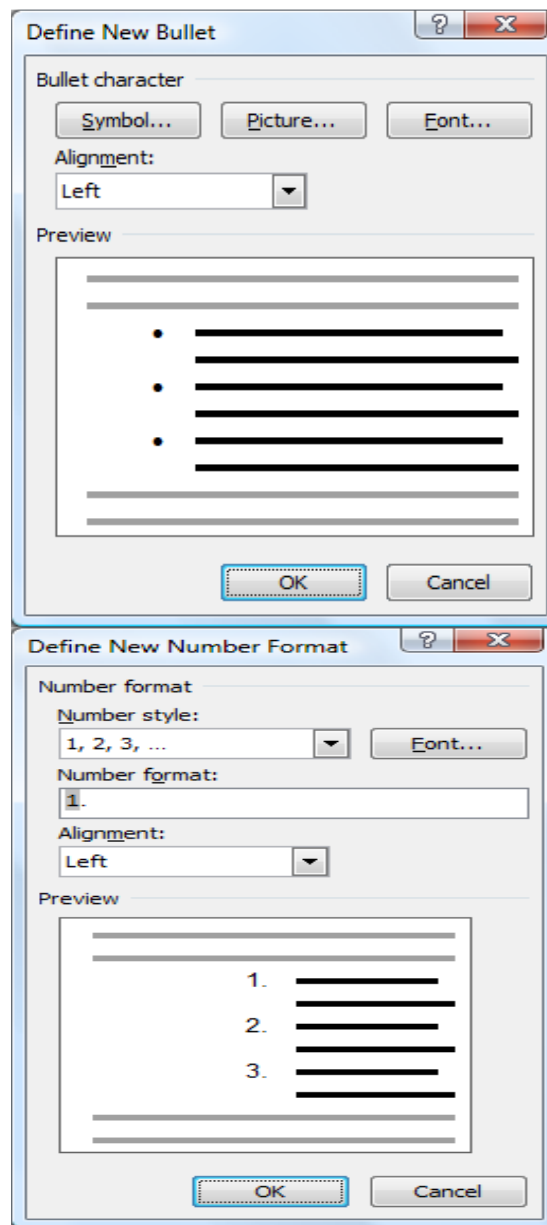 Define New Bullet
Bullet character
Symbol... Picture... Font...
Alignment:
Left
Preview
OK Cancel
Define New Number Format
Number format
Number style:
1, 2, 3, ... Font...
Number format:
1.
Alignment:
Left
Preview
1.
2.
3.
OK Cancel